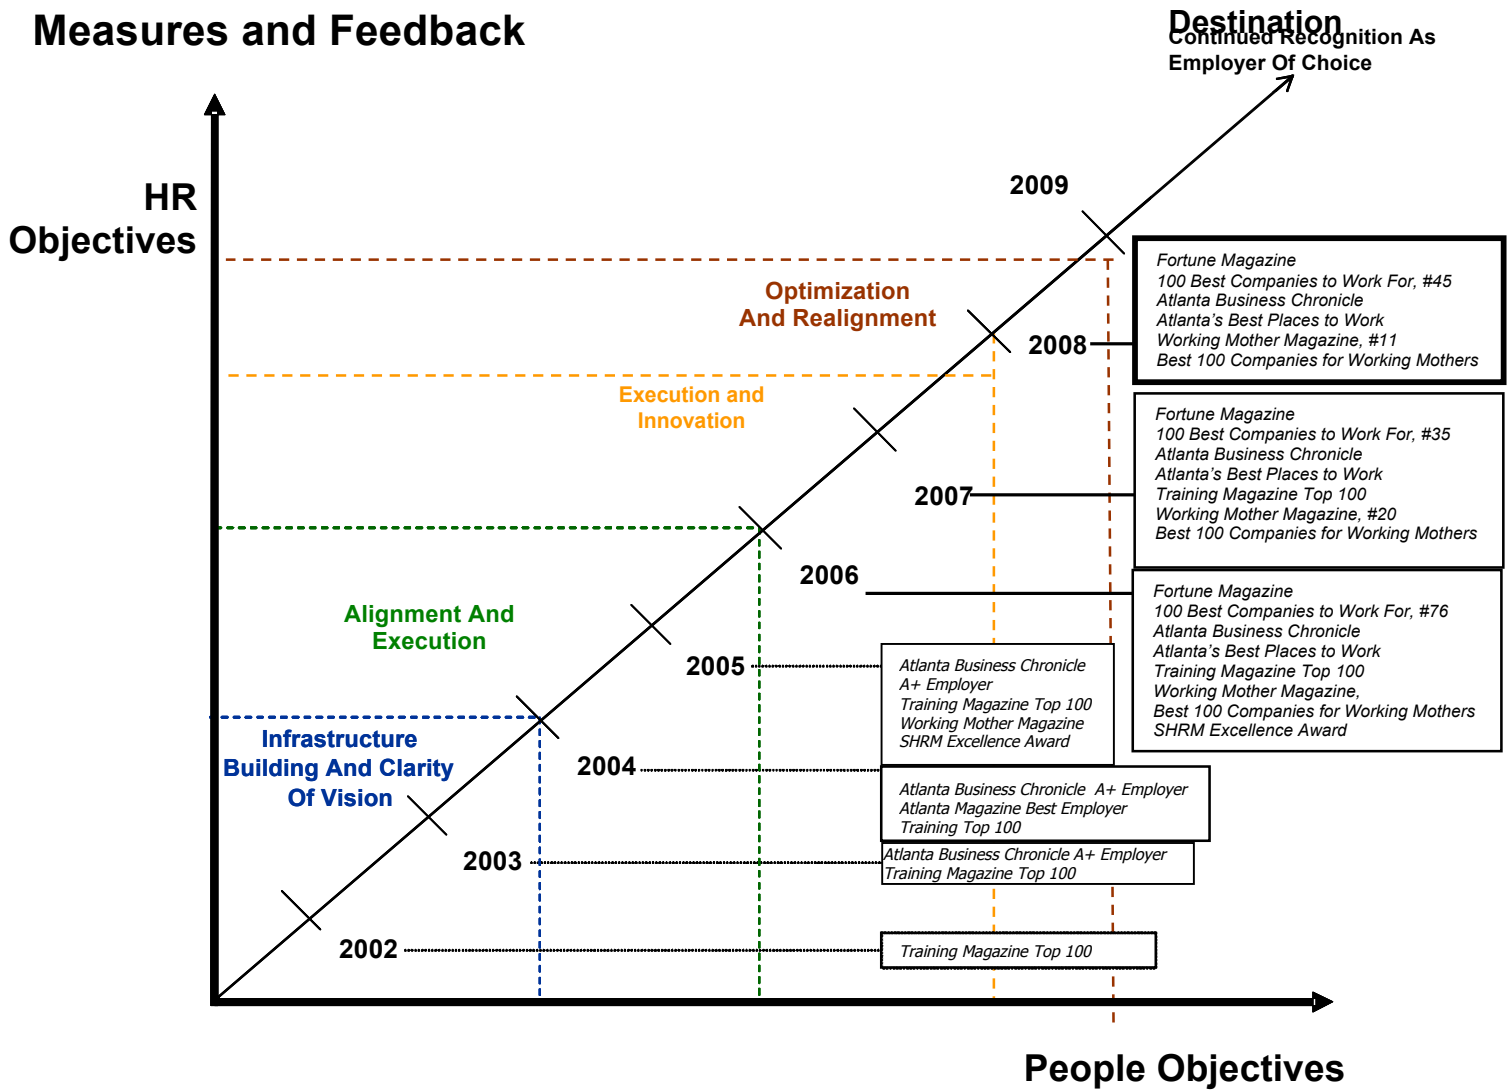 Measures and Feedback
Destination
Continued Recognition As
Employer Of Choice
HR
Objectives
2009
Optimization
And Realignment
2008
Fortune Magazine
100 Best Companies to Work For, #45
Atlanta Business Chronicle
Atlanta's Best Places to Work
Working Mother Magazine, #11
Best 100 Companies for Working Mothers
Execution and
Innovation
2007
Fortune Magazine
100 Best Companies to Work For, #35
Atlanta Business Chronicle
Atlanta's Best Places to Work
Training Magazine Top 100
Working Mother Magazine, #20
Best 100 Companies for Working Mothers
2006
Fortune Magazine
100 Best Companies to Work For, #76
Atlanta Business Chronicle
Atlanta's Best Places to Work
Training Magazine Top 100
Working Mother Magazine,
Best 100 Companies for Working Mothers
SHRM Excellence Award
Alignment And
Execution
2005
Atlanta Business Chronicle
A+ Employer
Training Magazine Top 100
Working Mother Magazine
SHRM Excellence Award
Infrastructure
Building And Clarity
Of Vision
2004
Atlanta Business Chronicle  A+ Employer
Atlanta Magazine Best Employer
Training Top 100
2003
Atlanta Business Chronicle A+ Employer
Training Magazine Top 100
2002
Training Magazine Top 100
People Objectives